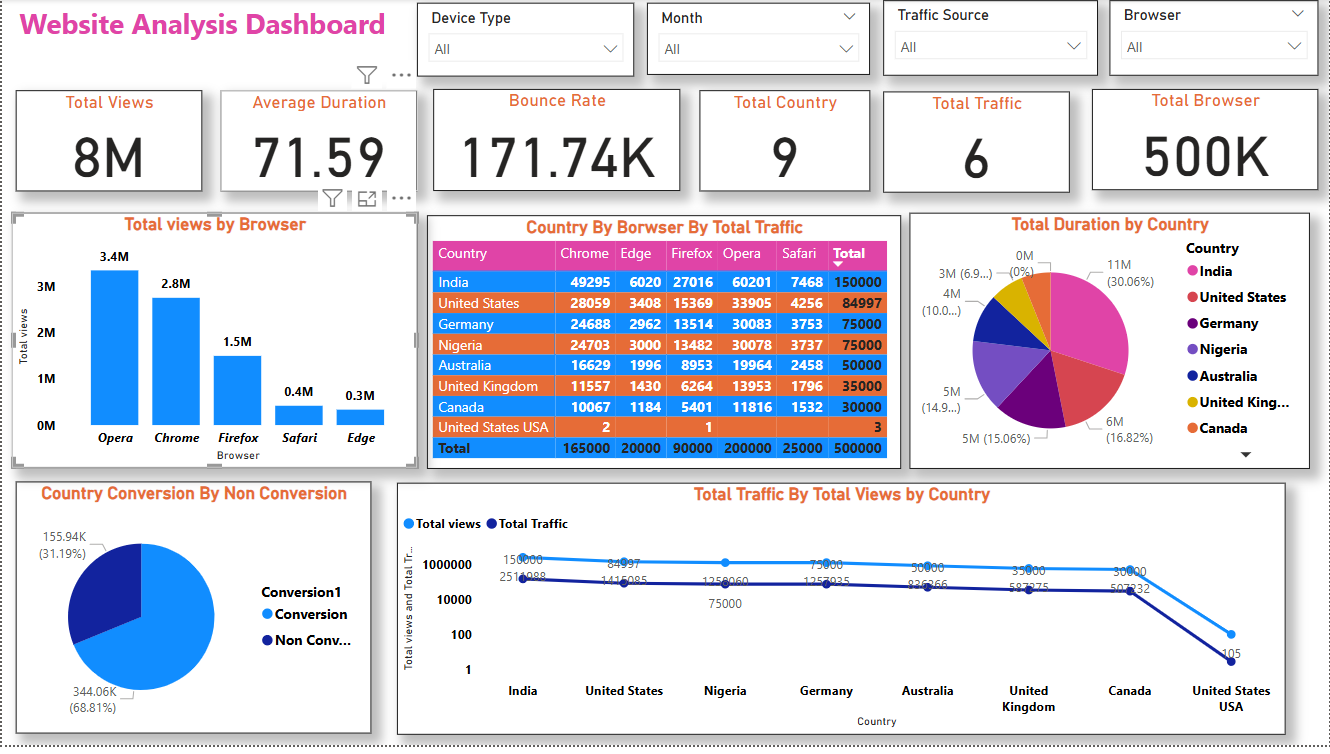 Website Analysis Dashboard
Device Type
All
Month
All
Traffic Source
All
Browser
All
Total Views
8M
Average Duration
71.59
Bounce Rate
171.74K
Total Country
9
Total Traffic
6
Total Browser
500K
Total views by Browser
Total views
3M
2M
1M
0M
3.4M
2.8M
1.5M
0.4M
0.3M
Opera Chrome Firefox Safari Edge
Browser
Country By Borwser By Total Traffic
Country Chrome Edge Firefox Opera Safari Total
India 49295 6020 27016 60201 7468 150000
United States 28059 3408 15369 33905 4256 84997
Germany 24688 2962 13514 30083 3753 75000
Nigeria 24703 3000 13482 30078 3737 75000
Australia 16629 1996 8953 19964 2458 50000
United Kingdom 11557 1430 6264 13953 1796 35000
Canada 10067 1184 5401 11816 1532 30000
United States USA 2 1 3
Total 165000 20000 90000 200000 25000 500000
Total Duration by Country
0M
(0%)
3M (6.9...)
4M
(10.0...)
5M
(14.9...)
5M (15.06%)
6M
(16.82%)
11M
(30.06%)
Country
India
United States
Germany
Nigeria
Australia
United King...
Canada
Country Conversion By Non Conversion
155.94K
(31.19%)
344.06K
(68.81%)
Conversion1
Conversion
Non Conv...
Total Traffic By Total Views by Country
Total views Total Traffic
Total views and Total Tr...
1000000
10000
100
1
150000 84997 75000 50000 35000 30000
2511988 1415085 1250060 1257935 836266 587275 507232
75000
105
India United States Nigeria Germany Australia United Kingdom Canada United States USA
Country